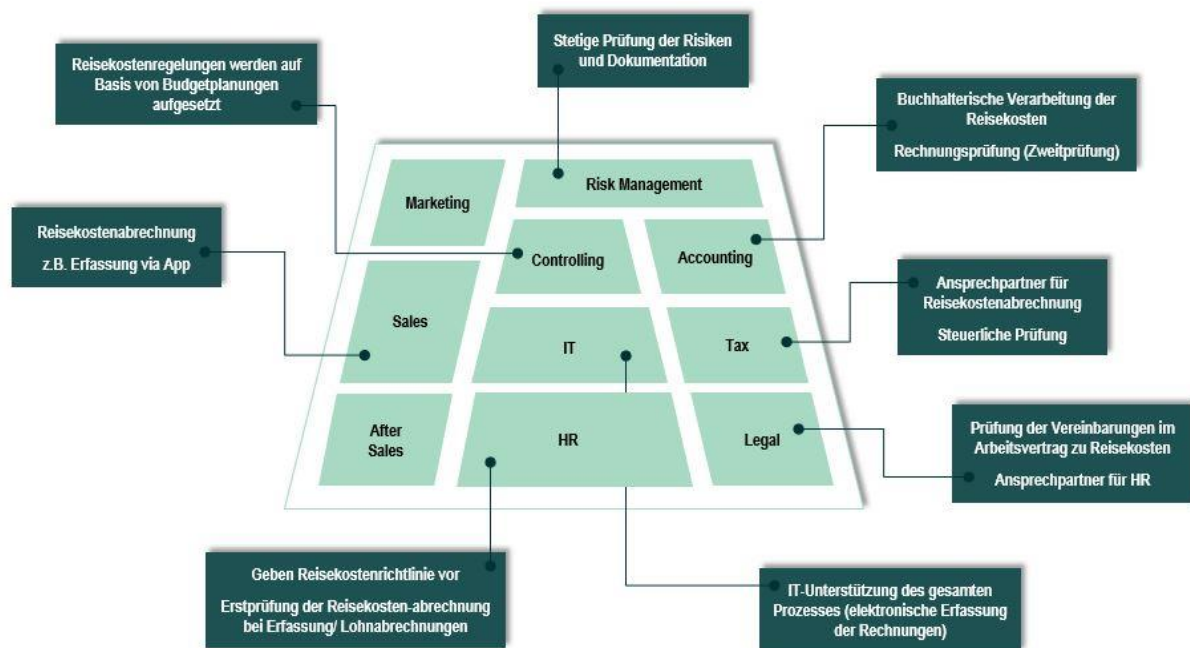 Stetige Prüfung der Risiken
und Dokumentation
Reisekostenregelungen werden auf
Basis von Budgetplanungen
aufgesetzt
Buchhalterische Verarbeitung der
Reisekosten
Rechnungsprüfung (Zweitprüfung)
Marketing
Risk Management
Reisekostenabrechnung
z.B. Erfassung via App
Controlling
Accounting
Ansprechpartner für
Reisekostenabrechnung
Steuerliche Prüfung
Sales
IT
Tax
After
Sales
HR
Legal
Prüfung der Vereinbarungen im
Arbeitsvertrag zu Reisekosten
Ansprechpartner für HR
Geben Reisekostenrichtlinie vor
Erstprüfung der Reisekosten-abrechnung
bei Erfassung/ Lohnabrechnungen
IT-Unterstützung des gesamten
Prozesses (elektronische Erfassung
der Rechnungen)